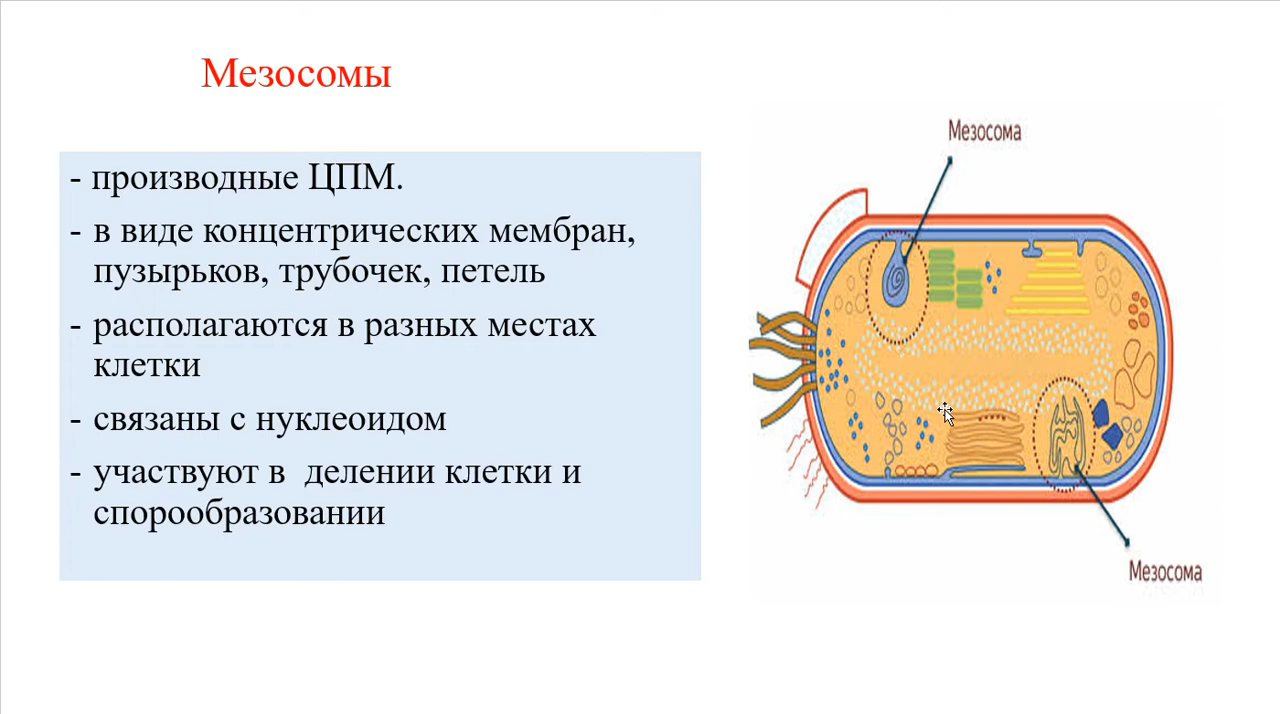 Мезосомы
- производные ЦПМ.
- в виде концентрических мембран,
пузырьков, трубочек, петель
- располагаются в разных местах
клетки
- связаны с нуклеоидом
- участвуют в  делении клетки и
спорообразовании
Мезосома
Мезосома